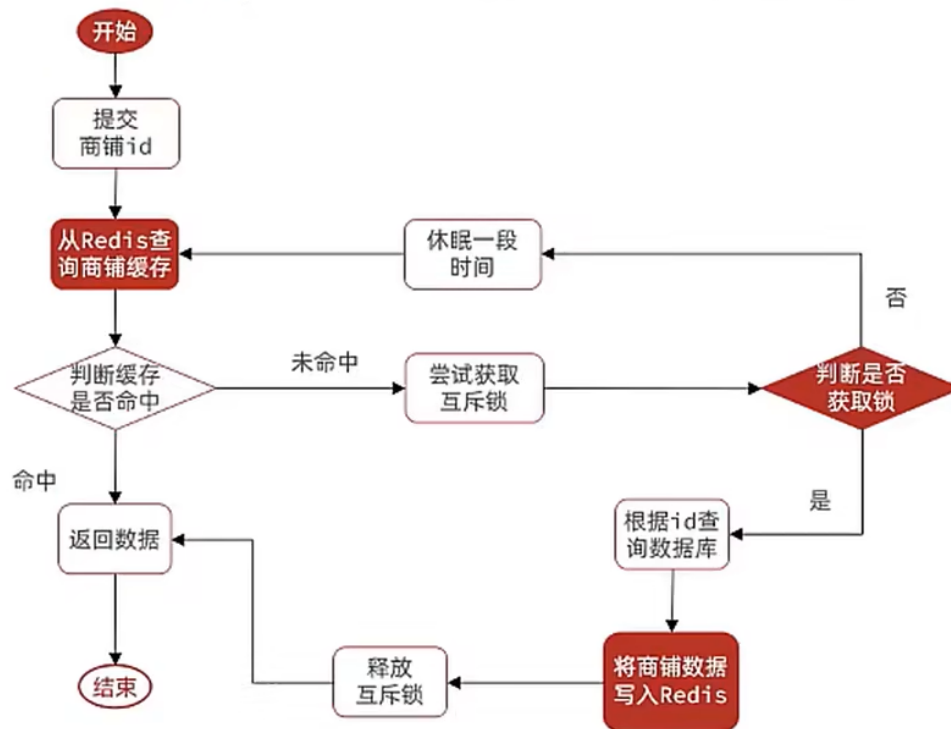 开始
提交
商铺id
从Redis查
询商铺缓存
休眠一段
时间
否
判断缓存
是否命中
未命中
尝试获取
互斥锁
判断是否
获取锁
命中
是
返回数据
根据id查
询数据库
结束
释放
互斥锁
将商铺数据
写入Redis